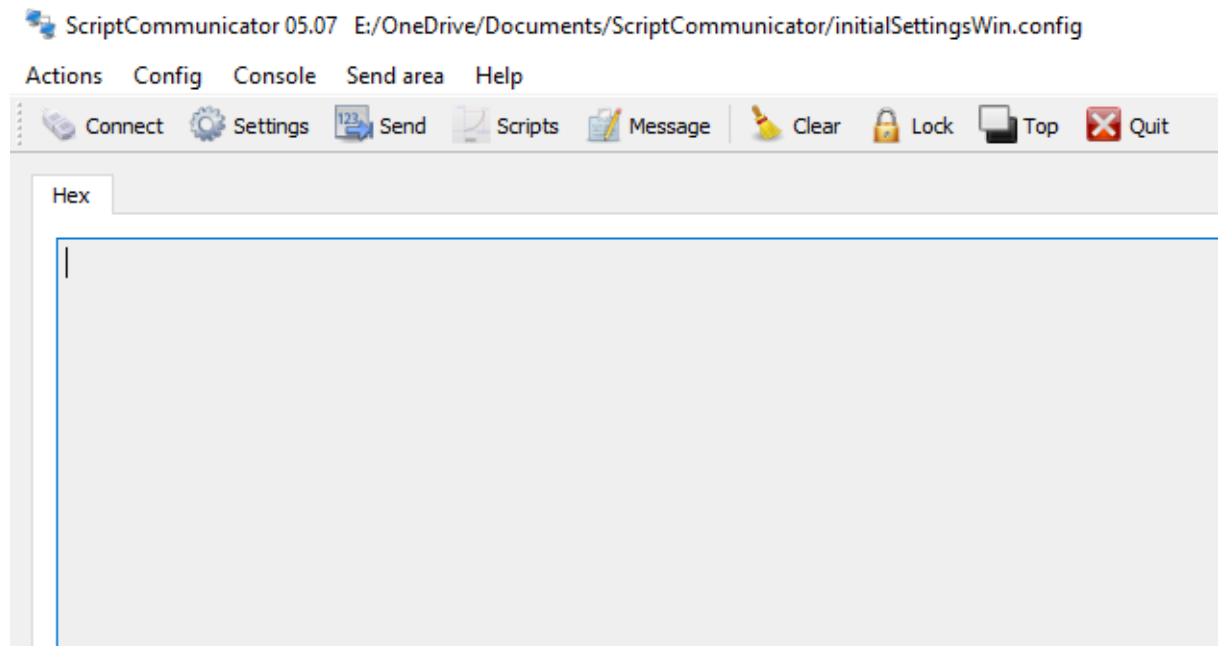 ScriptCommunicator 05.07 E:/OneDrive/Documents/ScriptCommunicator/initialSettingsWin.config
Actions Config Console Send area Help
Connect Settings 123 Send Scripts Message Clear Lock Top Quit
Hex